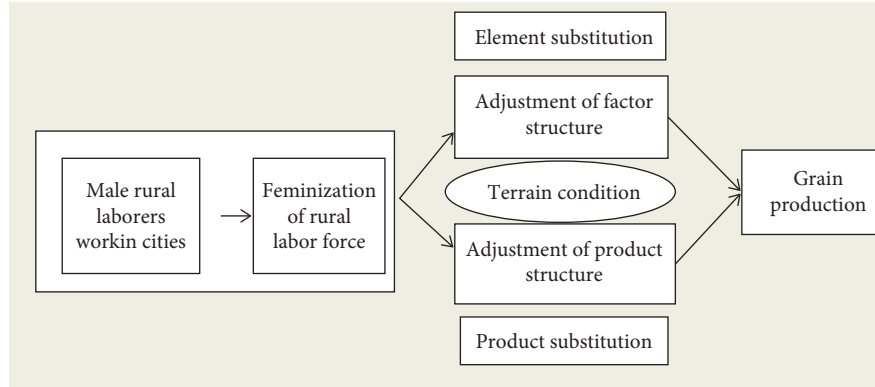 Element substitution
Adjustment of factor
structure
Male rural
laborers
workin cities
Feminization
of rural
labor force
Terrain condition
Adjustment of product
structure
Product substitution
Grain
production